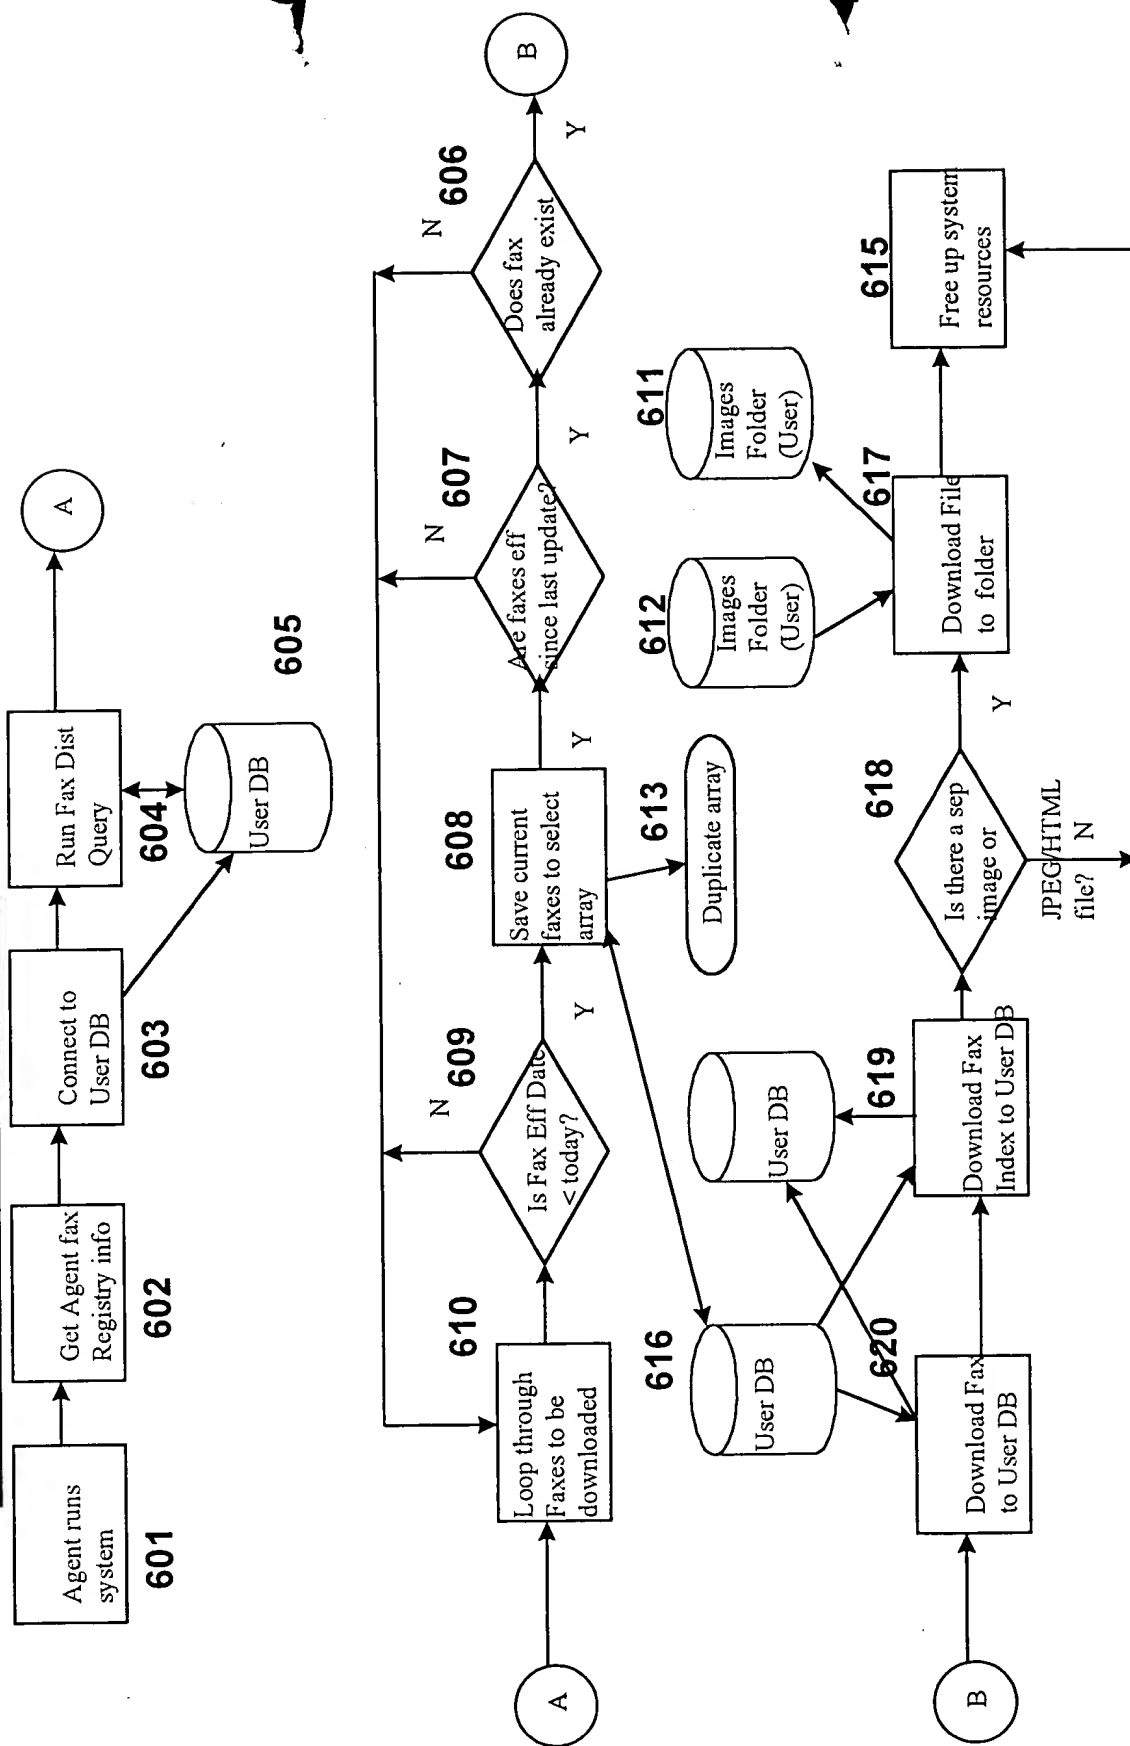 Agent runs
system
601
Get Agent fax
Registry info
602
Connect to
User DB
603
Run Fax Dist
Query
604
User DB
605
A
A
Loop through
Faxes to be
downloaded
610
Is Fax Eff Date
< today?
609
N
Y
Save current
faxes to select
array
608
Y
Duplicate array
613
Are faxes eff
since last update?
607
N
Y
Does fax
already exist
606
N
Y
B
B
Download Fax
to User DB
620
User DB
616
User DB
Download Fax
Index to User DB
619
Is there a sep
image or
JPEG/HTML
file?
618
N
Y
Images
Folder
(User)
612
Images
Folder
(User)
611
Download File
to folder
617
Free up system
resources
615